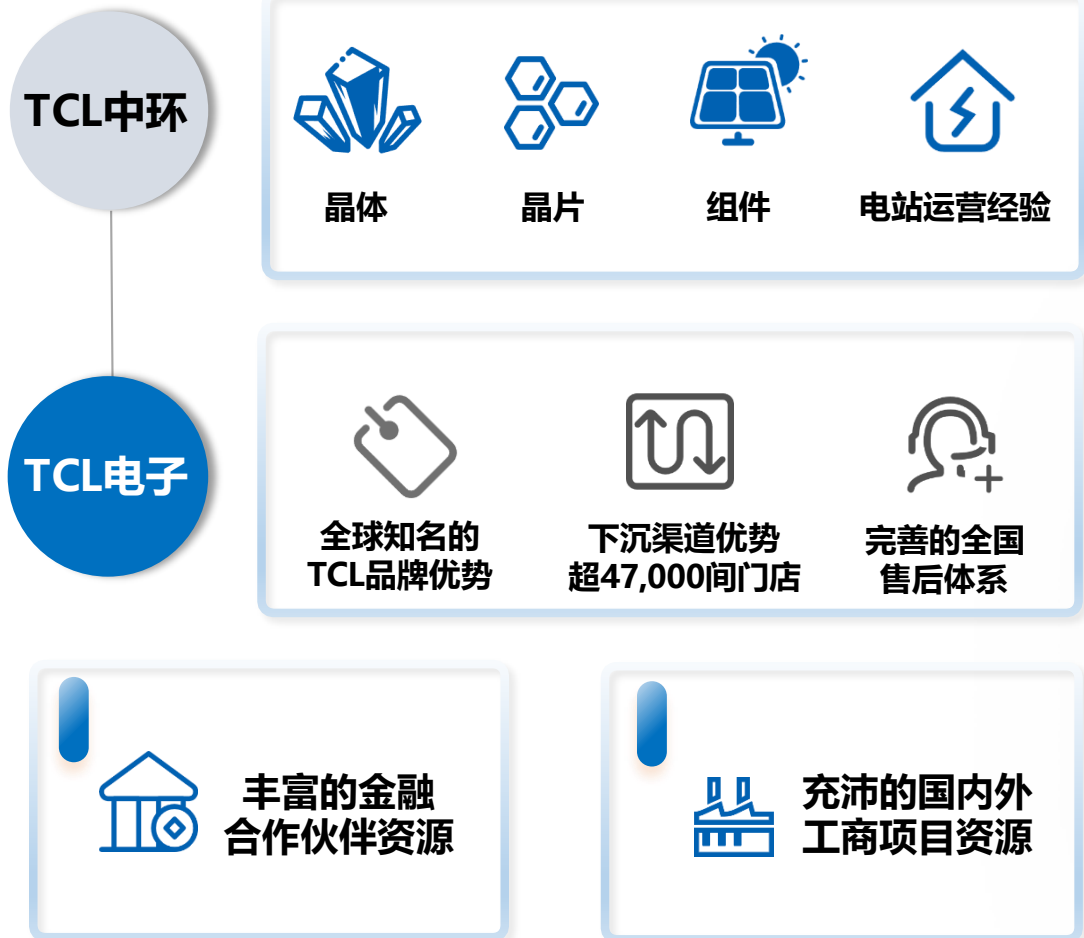 TCL中环
晶体
晶片
组件
电站运营经验
TCL电子
全球知名的
TCL品牌优势
下沉渠道优势
超47,000间门店
完善的全国
售后体系
丰富的金融
合作伙伴资源
充沛的国内外
工商项目资源